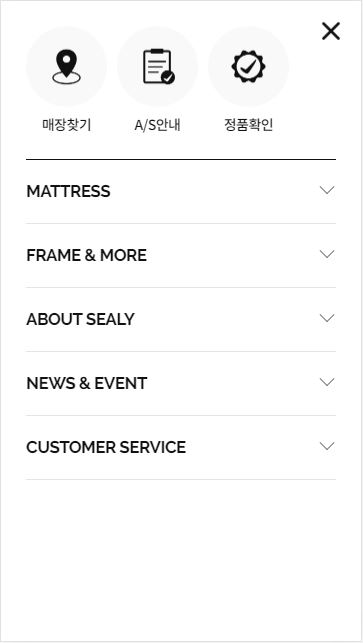 매장찾기 A/S안내 정품확인
MATTRESS
FRAME & MORE
ABOUT SEALY
NEWS & EVENT
CUSTOMER SERVICE